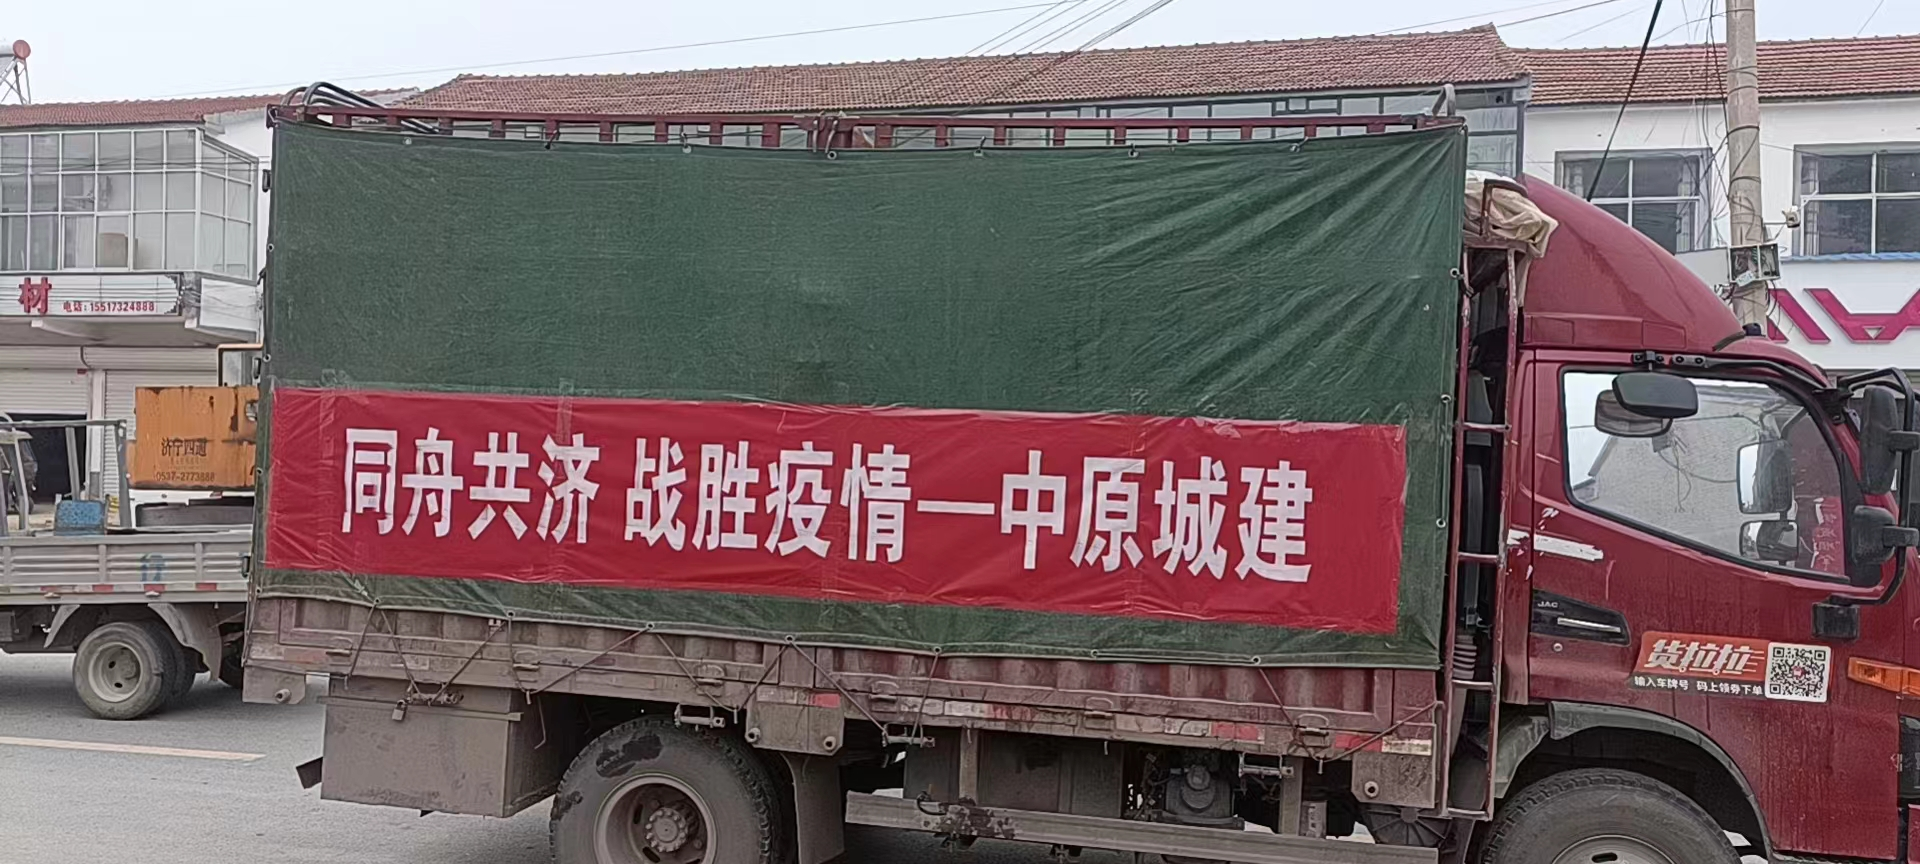 材 电话:15517324888
济宁四通
0537-2773888
同舟共济 战胜疫情—中原城建
JAC
货拉拉
输入车牌号 码上领券下单